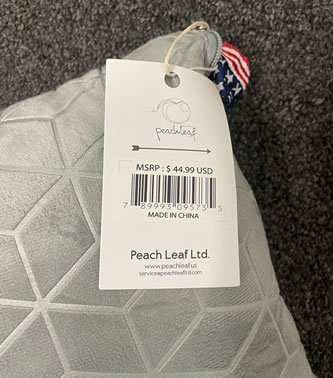 peachleaf
MSRP : $ 44.99 USD
7 89993 09573 5
MADE IN CHINA
Peach Leaf Ltd.
www.peachleaf.us
service@peachleafltd.com